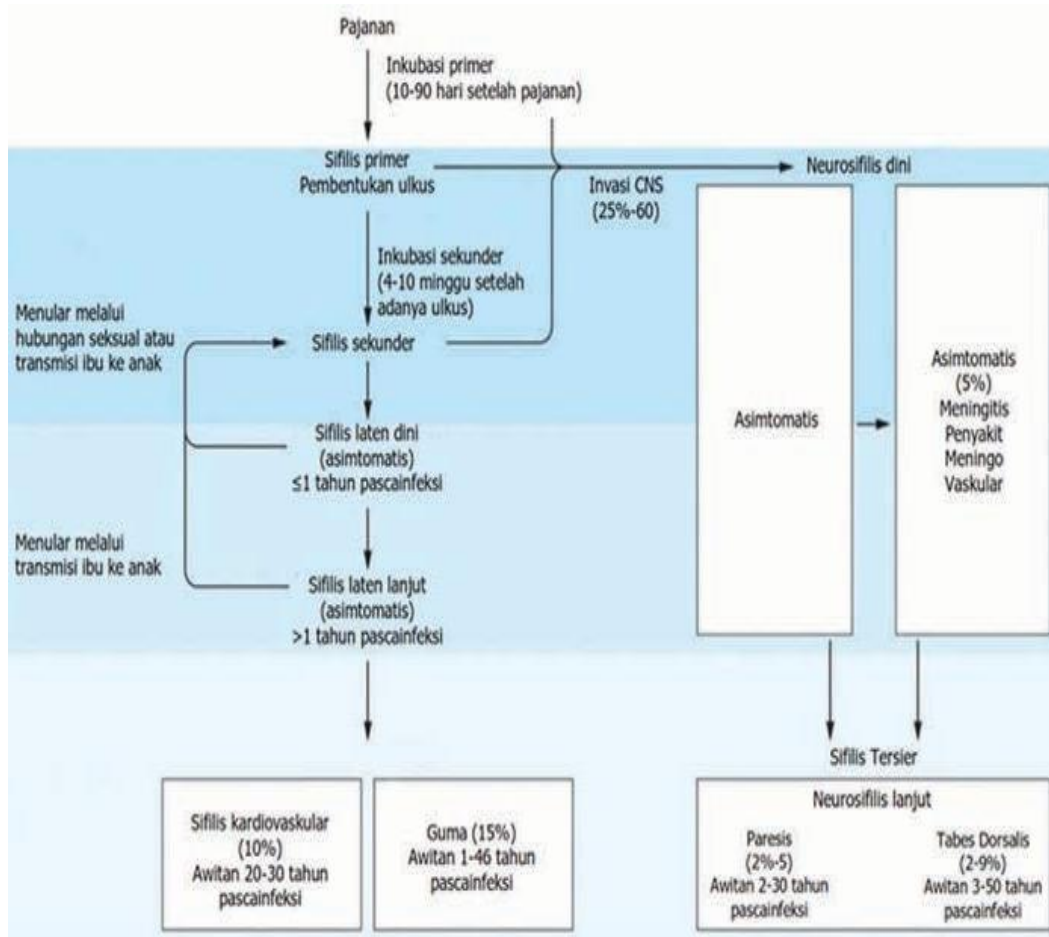 Pajanan
Inkubasi primer
(10-90 hari setelah pajanan)
Sifilis primer
Pembentukan ulkus
Invasi CNS
(25%-60)
Neurosifilis dini
Inkubasi sekunder
(4-10 minggu setelah
adanya ulkus)
Menular melalui
hubungan seksual atau
transmisi ibu ke anak
Sifilis sekunder
Asimtomatis
Asimtomatis
(5%)
Meningitis
Penyakit
Meningo
Vaskular
Sifilis laten dini
(asimtomatis)
≤1 tahun pascainfeksi
Menular melalui
transmisi ibu ke anak
Sifilis laten lanjut
(asimtomatis)
>1 tahun pascainfeksi
Sifilis Tersier
Sifilis kardiovaskular
(10%)
Awitan 20-30 tahun
pascainfeksi
Guma (15%)
Awitan 1-46 tahun
pascainfeksi
Neurosifilis lanjut
Paresis
(2%-5)
Awitan 2-30 tahun
pascainfeksi
Tabes Dorsalis
(2-9%)
Awitan 3-50 tahun
pascainfeksi